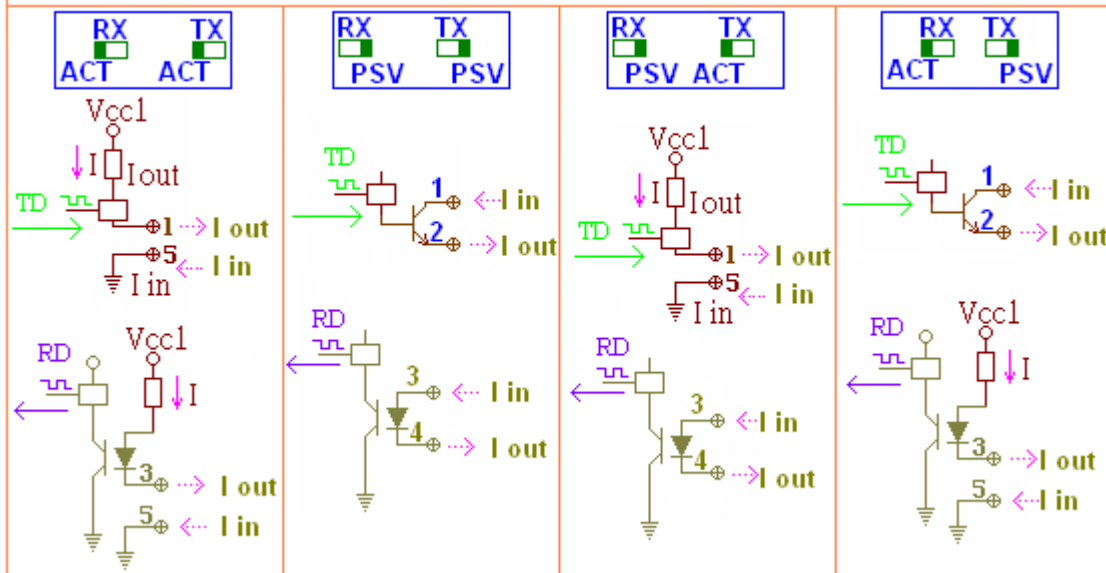 RX TX
ACT ACT
Vcc1
I
Iout
TD
1 I out
5 I in
I in
Vcc1
RD
I
3 I out
5 I in
RX TX
PSV PSV
TD
1 I in
2 I out
RD
3 I in
4 I out
RX TX
PSV ACT
Vcc1
I
Iout
TD
1 I out
5 I in
I in
RD
3 I in
4 I out
RX TX
ACT PSV
TD
1 I in
2 I out
Vcc1
RD
I
3 I out
5 I in